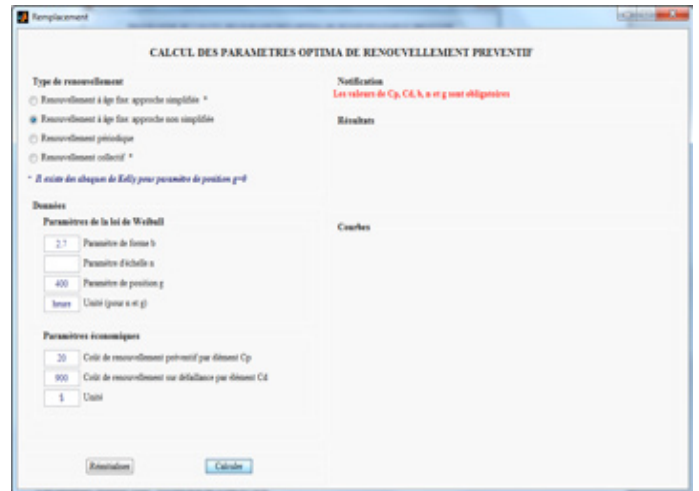 Remplacement
CALCUL DES PARAMETRES OPTIMA DE RENOUVELLEMENT PREVENTIF
Type de renouvellement
Renouvellement à âge fixe: approche simplifiée *
Renouvellement à âge fixe: approche non simplifiée
Renouvellement périodique
Renouvellement collectif *
* Il existe des abaques de Kelly pour paramètre de position g=0
Notification
Les valeurs de Cp, Cd, b, n et g sont obligatoires
Résultats
Données
Paramètres de la loi de Weibull
2.7 Paramètre de forme b
Paramètre d'échelle n
400 Paramètre de position g
heure Unité (pour n et g)
Courbes
Paramètres économiques
20 Coût de renouvellement préventif par élément Cp
900 Coût de renouvellement sur défaillance par élément Cd
$ Unité
Réinitialiser
Calculer